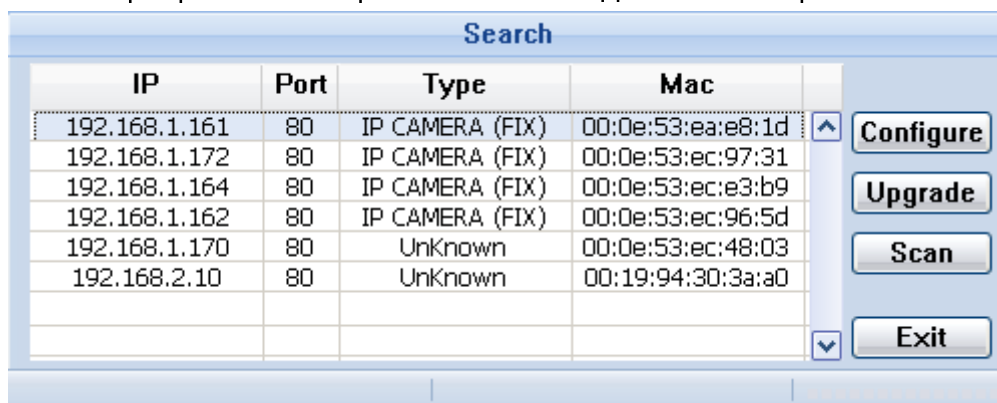 Search
IP Port Type Mac
192.168.1.161 80 IP CAMERA (FIX) 00:0e:53:ea:e8:1d
Configure
192.168.1.172 80 IP CAMERA (FIX) 00:0e:53:ec:97:31
192.168.1.164 80 IP CAMERA (FIX) 00:0e:53:ec:e3:b9
Upgrade
192.168.1.162 80 IP CAMERA (FIX) 00:0e:53:ec:96:5d
192.168.1.170 80 UnKnown 00:0e:53:ec:48:03
Scan
192.168.2.10 80 UnKnown 00:19:94:30:3a:a0
Exit